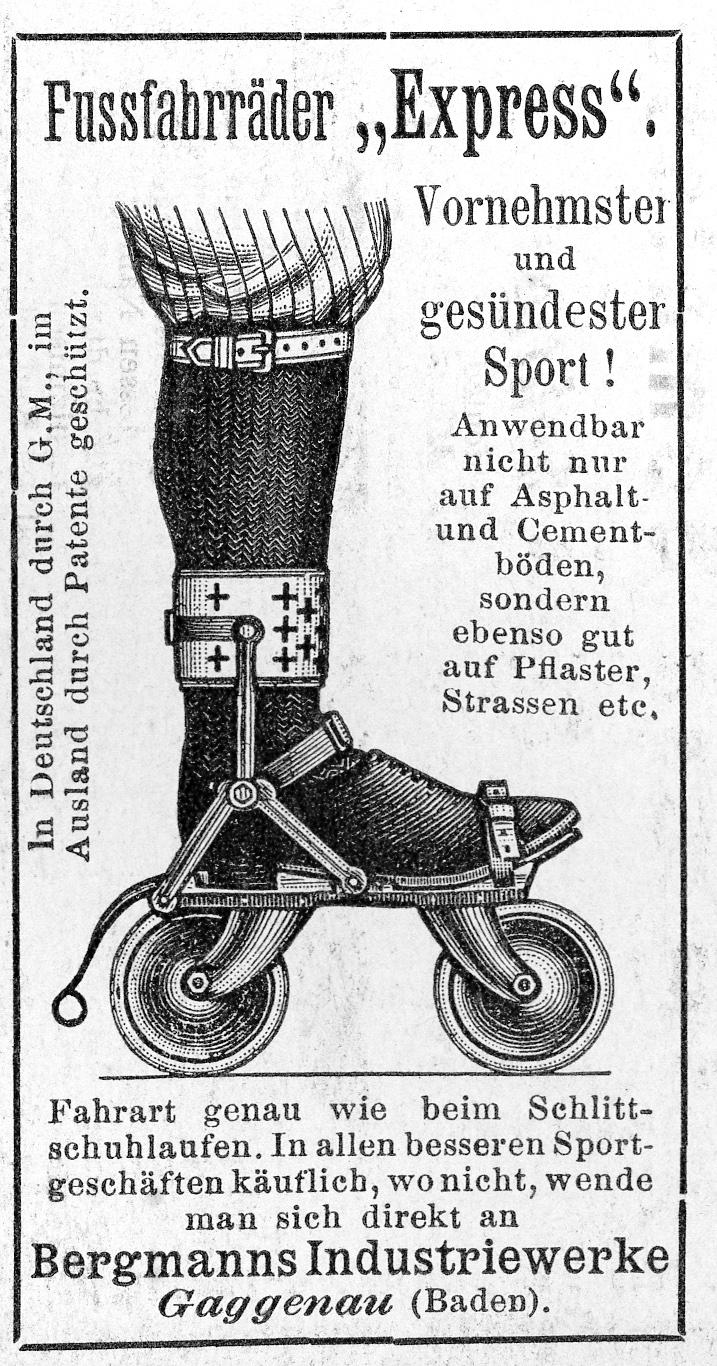 Fussfahrräder „Express“.
Vornehmster
und
gesündester
Sport!
Anwendbar
nicht nur
auf Asphalt-
und Cement-
böden,
sondern
ebenso gut
auf Pflaster,
Strassen etc.
In Deutschland durch G.M., im
Ausland durch Patente geschützt.
Fahrart genau wie beim Schlitt-
schuhlaufen. In allen besseren Sport-
geschäften käuflich, wo nicht, wende
man sich direkt an
Bergmanns Industriewerke
Gaggenau (Baden).